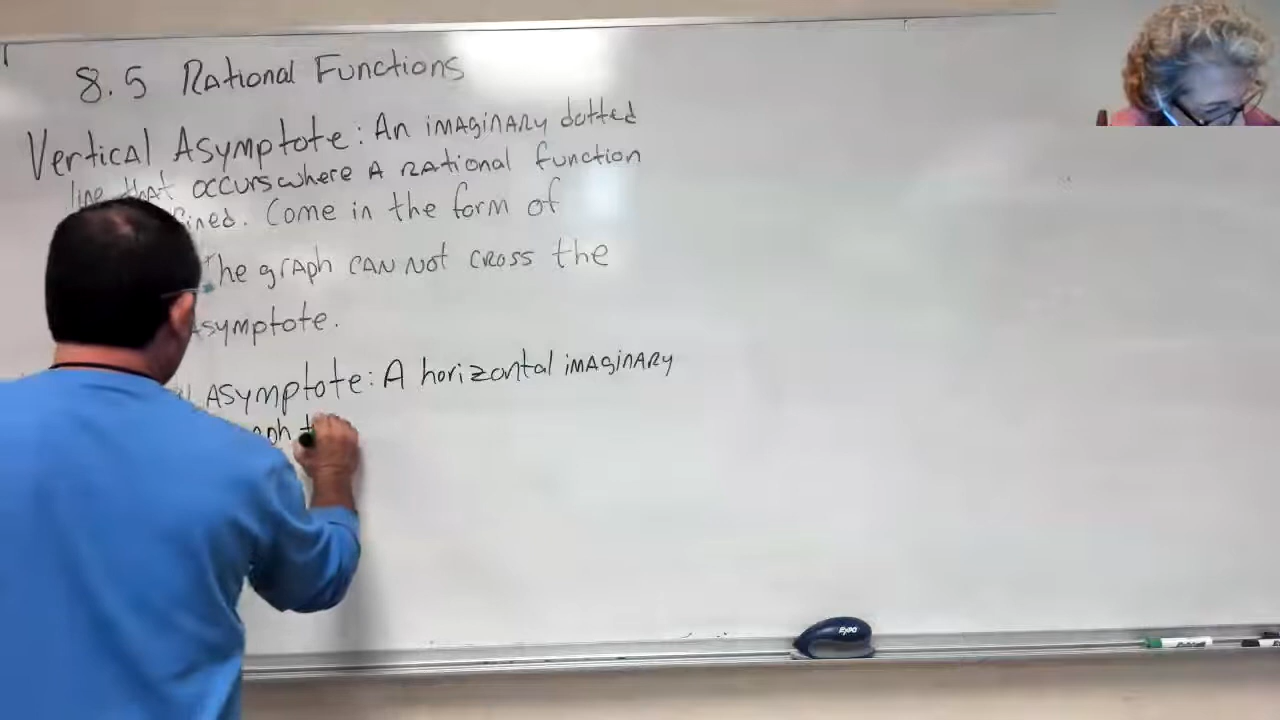 8.5 Rational Functions
Vertical Asymptote: An imaginary dotted
line that occurs where A rational function
Come in the form of
The graph can not cross the
Asymptote.
Asymptote: A horizontal imaginary
EXPO